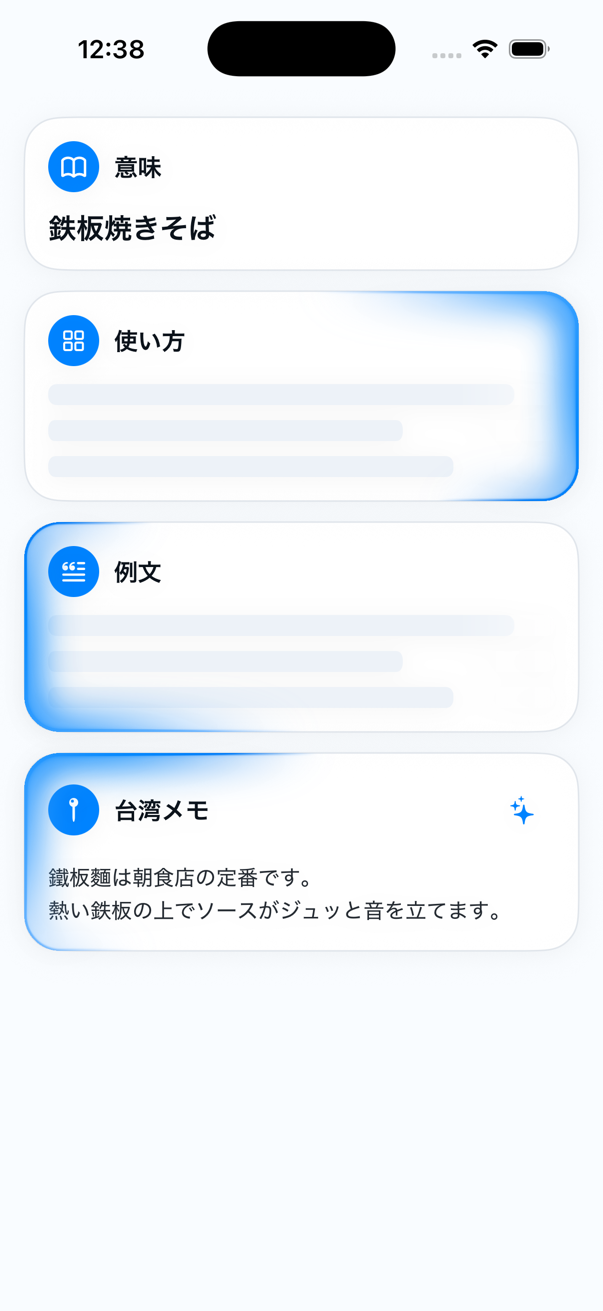 12:38
意味
鉄板焼きそば
使い方
例文
台湾メモ
鐵板麵は朝食店の定番です。
熱い鉄板の上でソースがジュッと音を立てます。